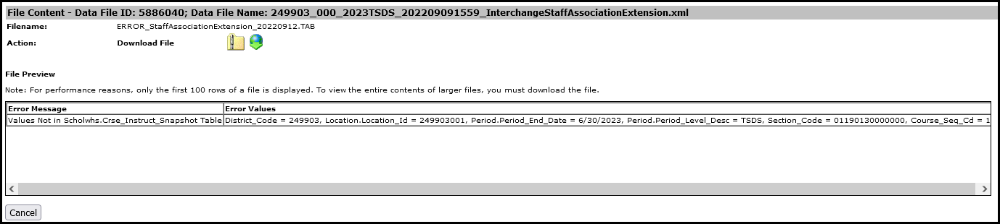 File Content - Data File ID: 5886040; Data File Name: 249903_000_2023TSDS_202209091559_InterchangeStaffAssociationExtension.xml
Filename: ERROR_StaffAssociationExtension_20220912.TAB
Action: Download File
File Preview
Note: For performance reasons, only the first 100 rows of a file is displayed. To view the entire contents of larger files, you must download the file.
Error Message Error Values
Values Not in Scholwhs.Crse_Instruct_Snapshot Table District_Code = 249903, Location.Location_Id = 249903001, Period.Period_End_Date = 6/30/2023, Period.Period_Level_Desc = TSDS, Section_Code = 01190130000000, Course_Seq_Cd = 1
Cancel